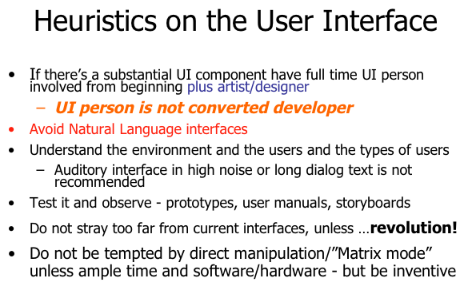 Heuristics on the User Interface
• If there's a substantial UI component have full time UI person
involved from beginning plus artist/designer
– UI person is not converted developer
• Avoid Natural Language interfaces
• Understand the environment and the users and the types of users
– Auditory interface in high noise or long dialog text is not
recommended
• Test it and observe - prototypes, user manuals, storyboards
• Do not stray too far from current interfaces, unless ...revolution!
• Do not be tempted by direct manipulation/"Matrix mode"
unless ample time and software/hardware - but be inventive